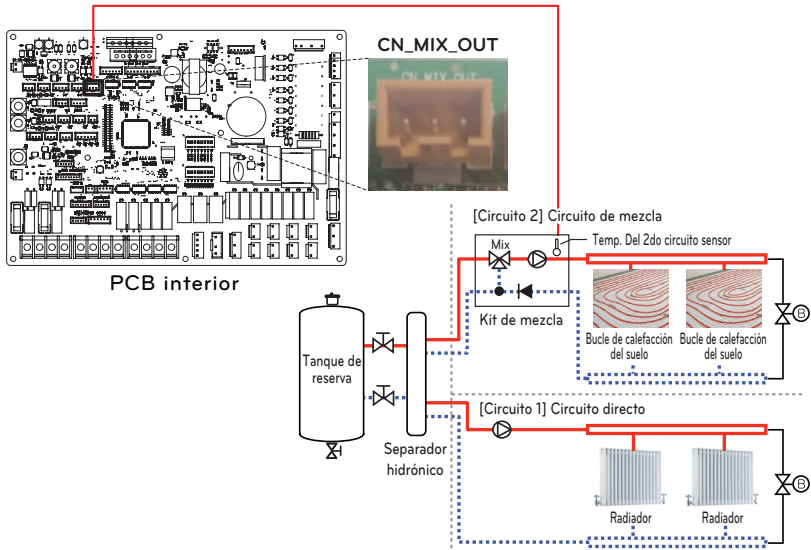 CN_MIX_OUT
CN_MIX_OUT
PCB interior
[Circuito 2] Circuito de mezcla
Mix
Temp. Del 2do circuito sensor
Kit de mezcla
Bucle de calefacción
del suelo
Bucle de calefacción
del suelo
B
Tanque de
reserva
[Circuito 1] Circuito directo
Separador
hidrónico
B
Radiador
Radiador